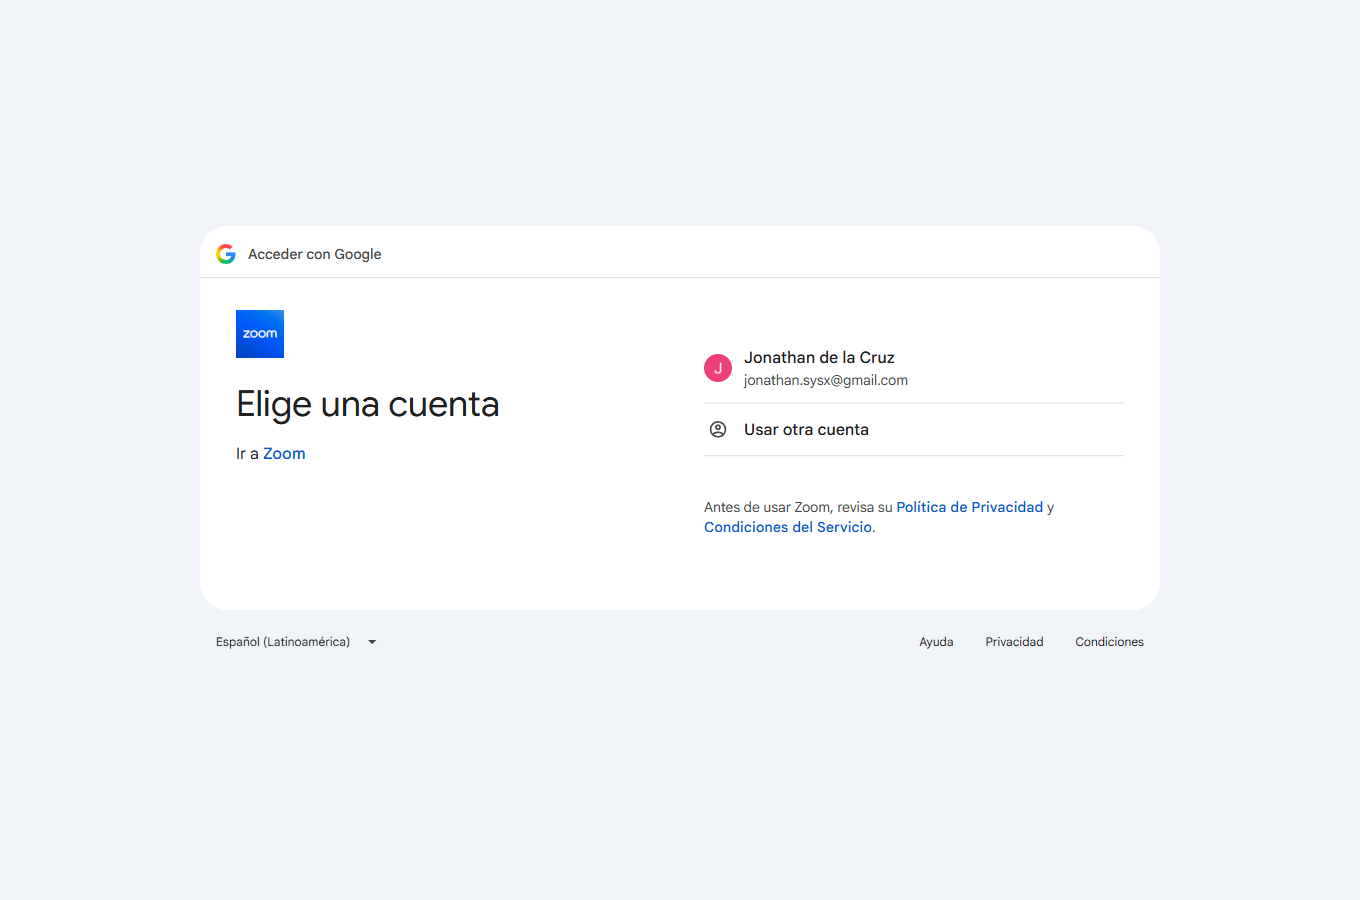 Acceder con Google
zoom
Elige una cuenta
Ir a Zoom
J
Jonathan de la Cruz
jonathan.sysx@gmail.com
Usar otra cuenta
Antes de usar Zoom, revisa su Política de Privacidad y
Condiciones del Servicio.
Español (Latinoamérica)
Ayuda
Privacidad
Condiciones